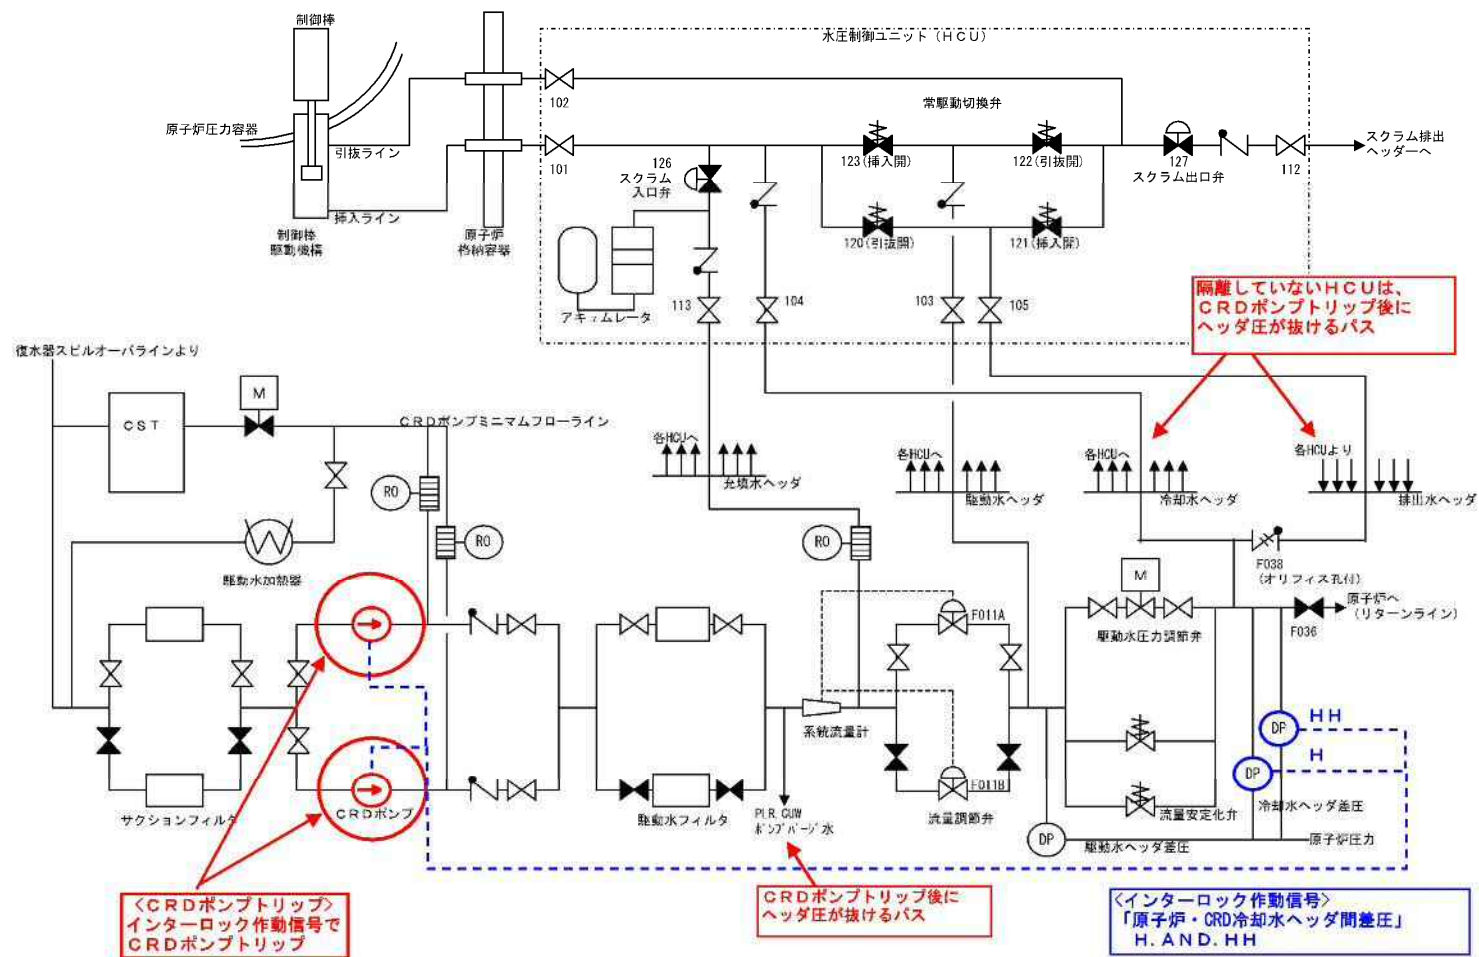 制御棒
水圧制御ユニット(HCU)
102
常駆動切換弁
原子炉圧力容器
引抜ライン
101
126
スクラム
入口弁
123(挿入開)
122(引抜開)
127
スクラム出口弁
112
スクラム排出
ヘッダーへ
挿入ライン
制御棒
駆動機構
原子炉
格納容器
120(引抜開)
121(挿入開)
アキュムレータ
113
104
103
105
隔離していないHCUは、
CRDポンプトリップ後に
ヘッダ圧が抜けるパス
復水器スピルオーバラインより
M
CST
CRDポンプミニマムフローライン
各HCUへ
充填水ヘッダ
各HCUへ
駆動水ヘッダ
各HCUへ
冷却水ヘッダ
各HCUより
排出水ヘッダ
RO
RO
RO
駆動水加熱器
F038
(オリフィス孔付)
M
原子炉へ
(リターンライン)
F036
F011A
駆動水圧力調節弁
系統流量計
DP
HH
DP
H
F011B
サクションフィルタ
CRDポンプ
駆動水フィルタ
PLR,CUW
ポンプパージ水
流量調節弁
流量安定化弁
冷却水ヘッダ差圧
DP
駆動水ヘッダ差圧
原子炉圧力
<CRDポンプトリップ>
インターロック作動信号で
CRDポンプトリップ
CRDポンプトリップ後に
ヘッダ圧が抜けるパス
<インターロック作動信号>
「原子炉・CRD冷却水ヘッダ間差圧」
H.AND.HH